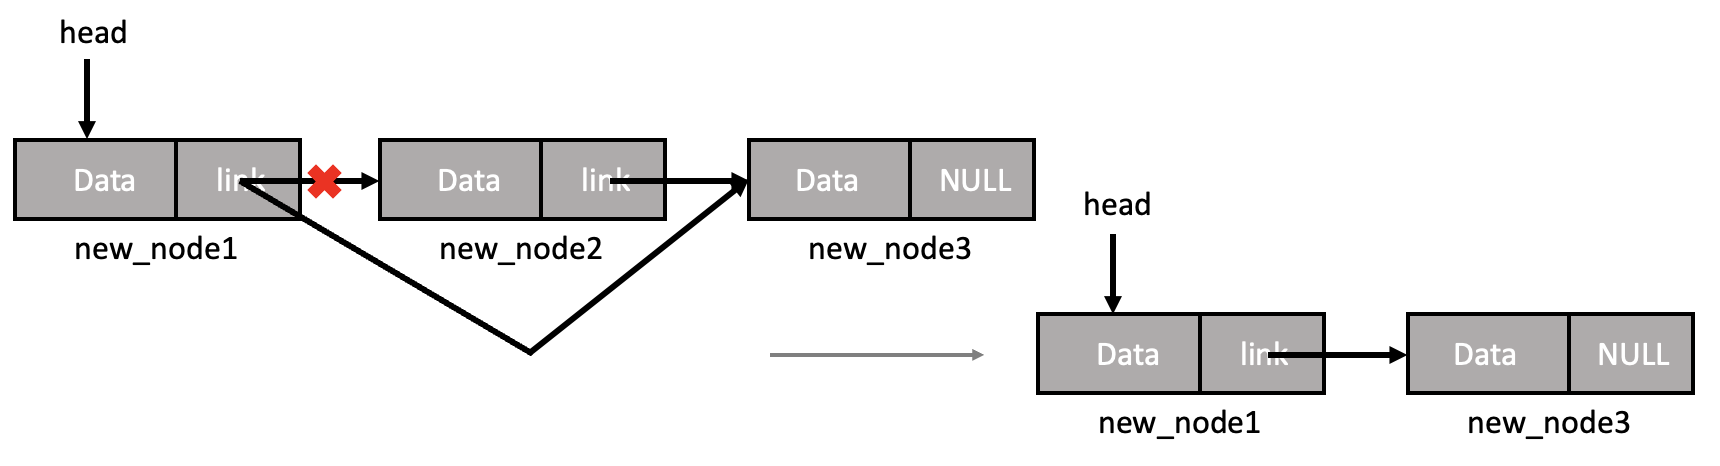 head
Data link Data link Data NULL
new_node1 new_node2 new_node3
head
Data link Data NULL
new_node1 new_node3